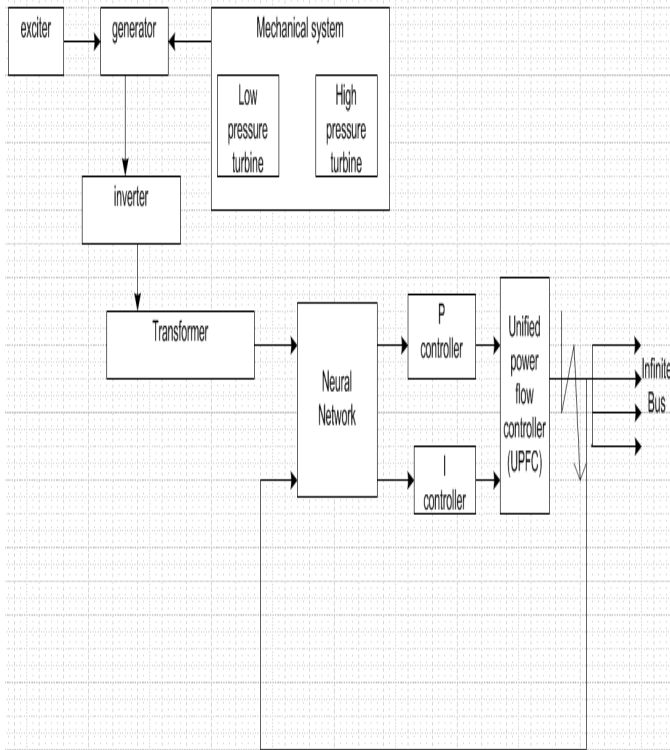 exciter
generator
Mechanical system
Low
pressure
turbine
High
pressure
turbine
inverter
Transformer
Neural
Network
P
controller
I
controller
Unified
power
flow
controller
(UPFC)
Infinite
Bus